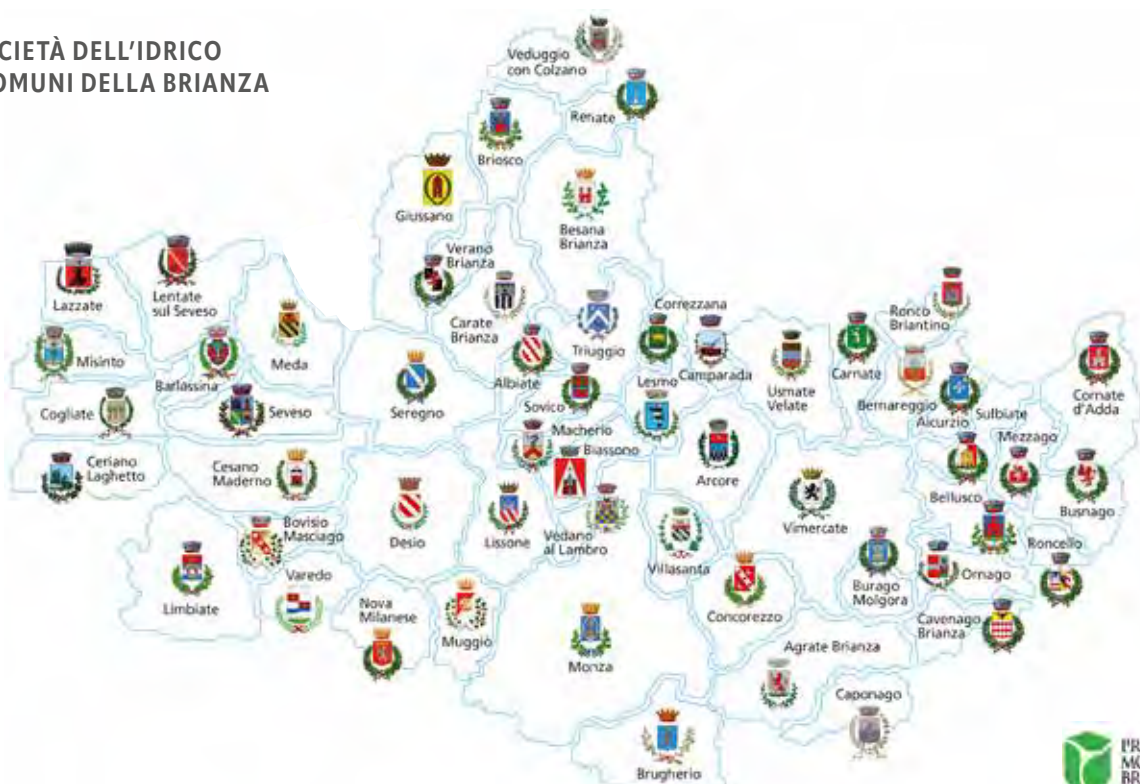 CIETÀ DELL'IDRICO
OMUNI DELLA BRIANZA
Veduggio
con Colzano
Renate
Briosco
Giussano
Besana
Brianza
Verano
Brianza
Lazzate
Lentate
sul Seveso
Carate
Brianza
Triuggio
Correzzana
Ronco
Briantino
Misinto
Meda
Barlassina
Albiate
Lesmo
Camparada
Usmate
Velate
Carnate
Bernareggio
Cornate
d'Adda
Cogliate
Seveso
Seregno
Sovico
Aicurzio
Sulbiate
Mezzago
Macherio
Biassono
Ceriano
Laghetto
Cesano
Maderno
Arcore
Bellusco
Busnago
Bovisio
Masciago
Desio
Lissone
Vedano
al Lambro
Vimercate
Roncello
Villasanta
Limbiate
Varedo
Nova
Milanese
Muggiò
Concorezzo
Burago
Molgora
Ornago
Cavenago
Brianza
Monza
Agrate Brianza
Caponago
Brugherio
PR
MO
BR